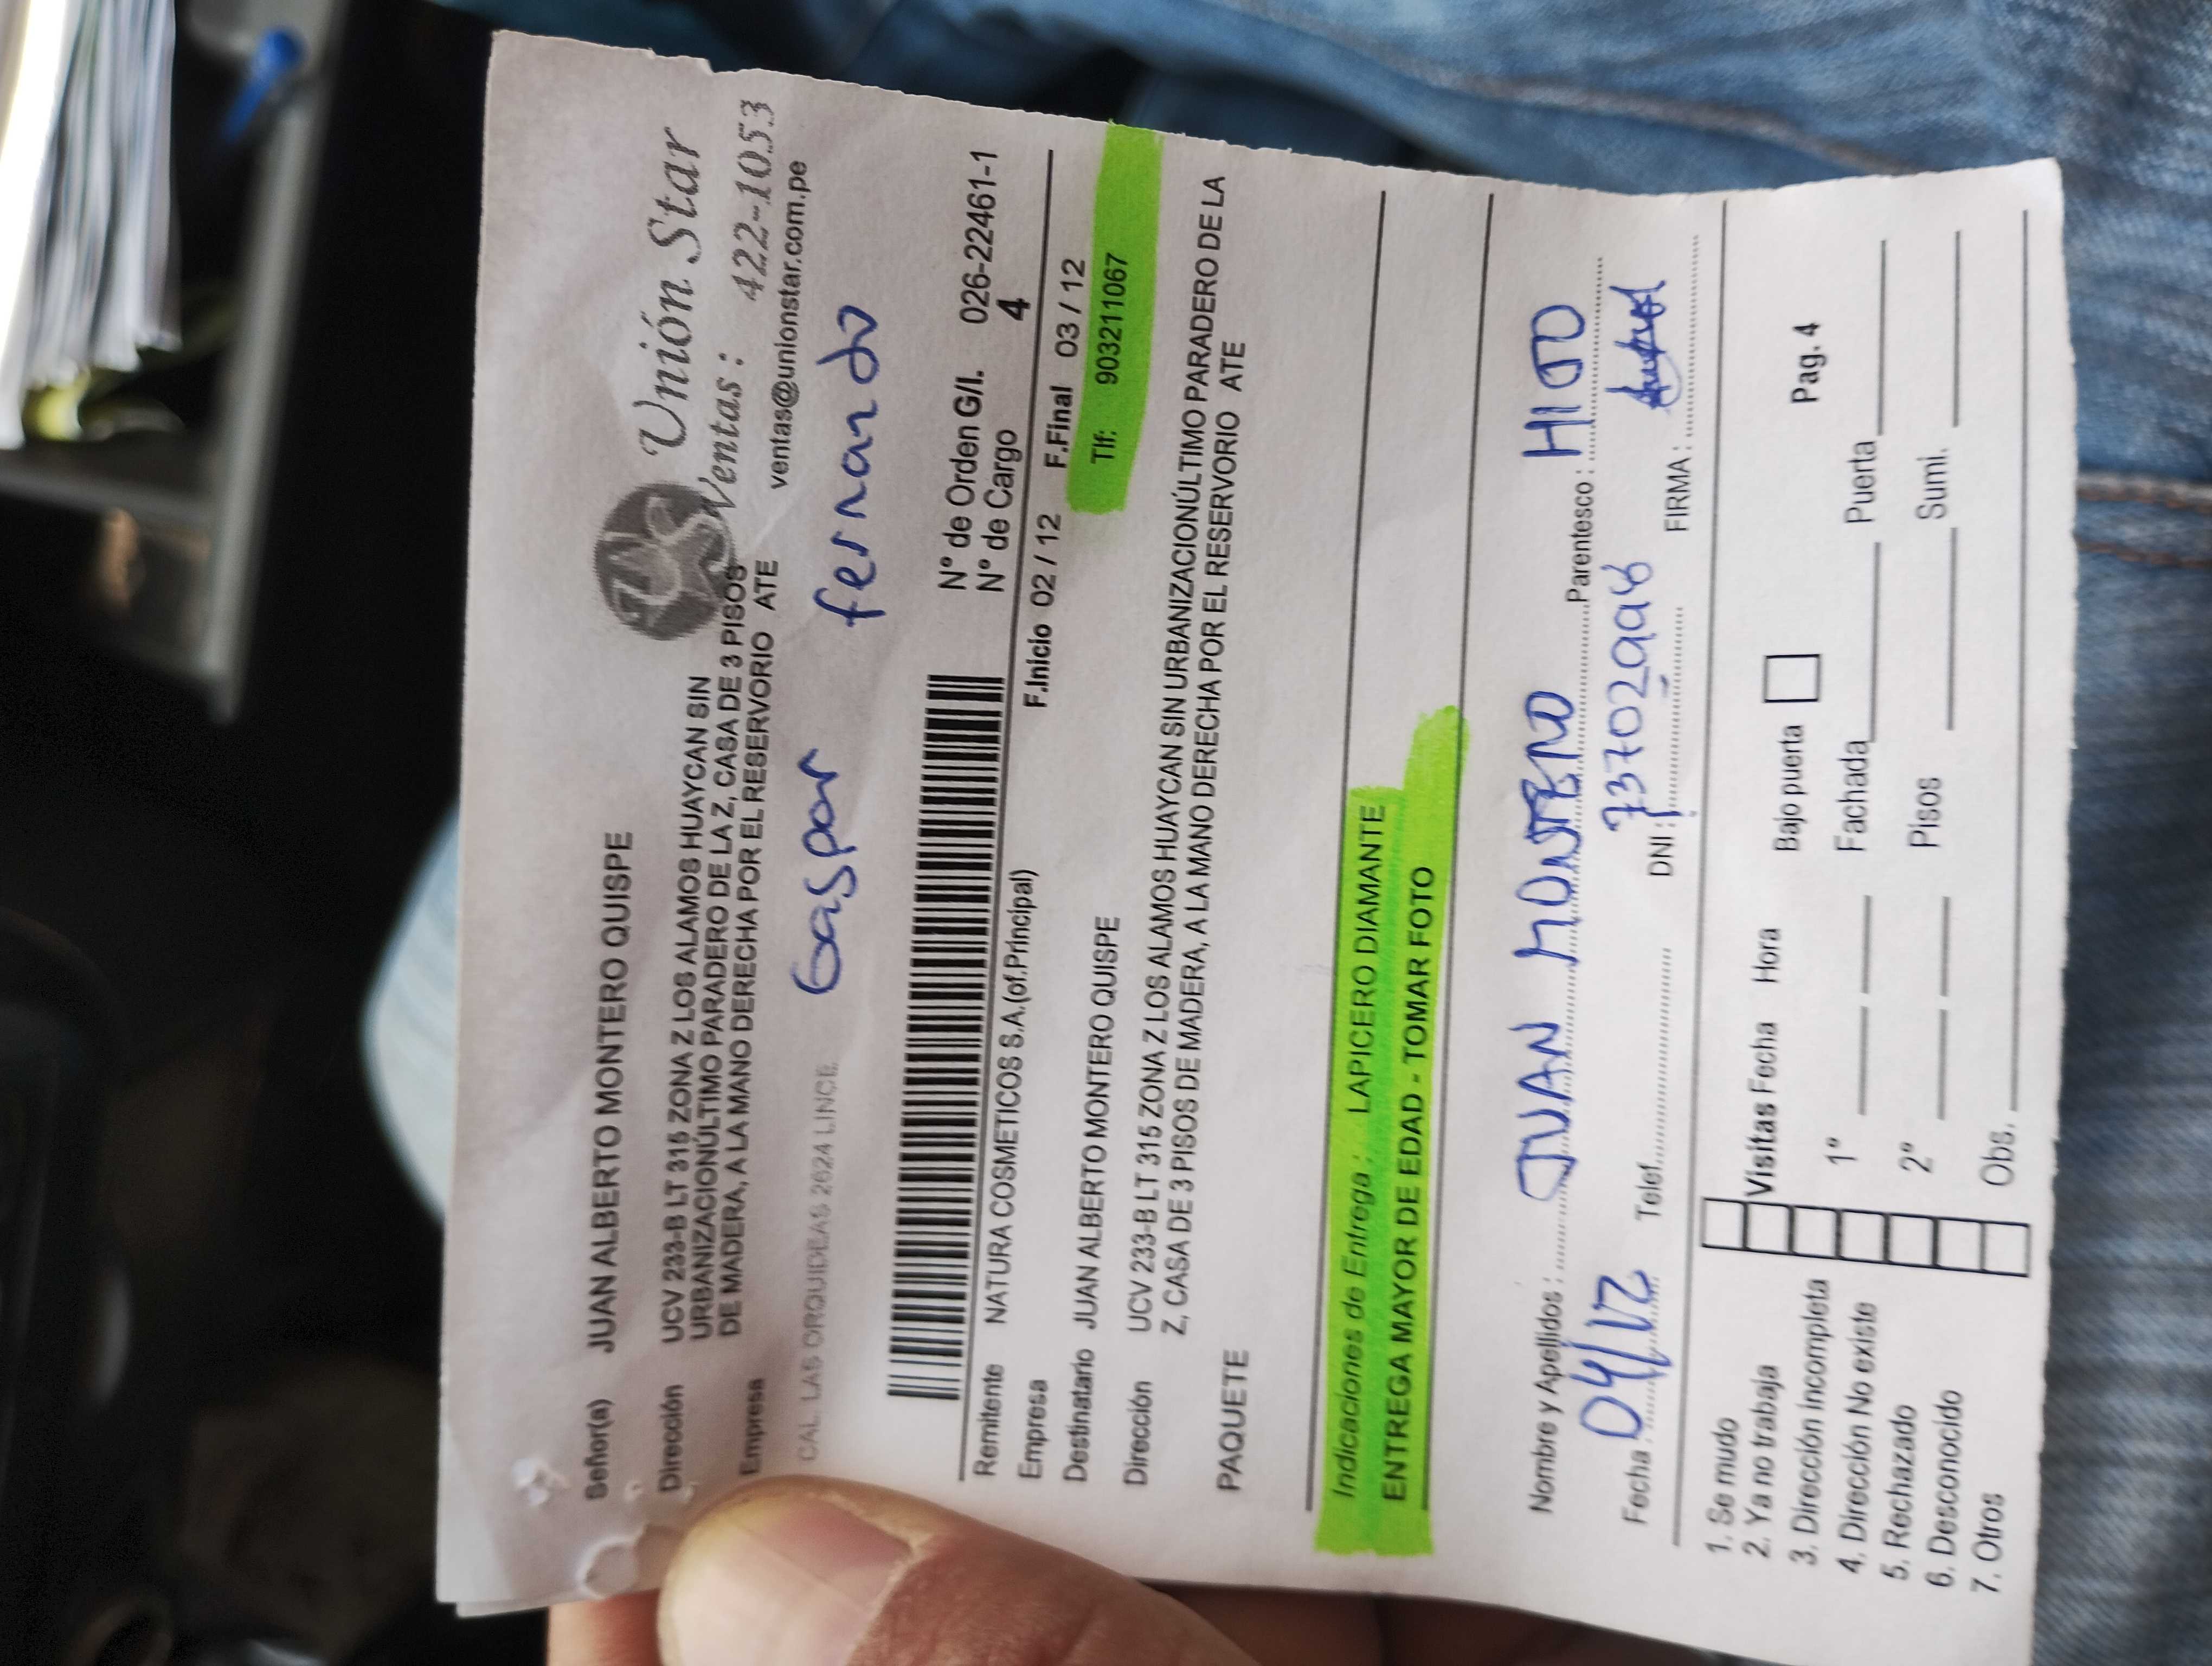 Unión Star
Ventas: 422-1053
ventas@unionstar.com.pe
Señor(a) JUAN ALBERTO MONTERO QUISPE
Dirección UCV 233-B LT 315 ZONA Z LOS ALAMOS HUAYCAN SIN
URBANIZACIONÚLTIMO PARADERO DE LA Z, CASA DE 3 PISOS
DE MADERA, A LA MANO DERECHA POR EL RESERVORIO ATE
Empresa
CAL. LAS ORQUIDEAS 2624 LINCE
Gaspar fernando
N° de Orden G/I. 026-22461-1
N° de Cargo 4
Remitente NATURA COSMETICOS S.A.(of.Principal)
F.Inicio 02 / 12 F.Final 03 / 12
Empresa
Tlf: 903211067
Destinatario JUAN ALBERTO MONTERO QUISPE
Dirección UCV 233-B LT 315 ZONA Z LOS ALAMOS HUAYCAN SIN URBANIZACIONÚLTIMO PARADERO DE LA
Z, CASA DE 3 PISOS DE MADERA, A LA MANO DERECHA POR EL RESERVORIO ATE
PAQUETE
Indicaciones de Entrega : LAPICERO DIAMANTE
ENTREGA MAYOR DE EDAD - TOMAR FOTO
Nombre y Apellidos : JUAN MONTERO Parentesco : HIJO
Fecha 04/12 Telef. DNI : FIRMA :
1. Se mudo
2. Ya no trabaja
3. Dirección incompleta
4. Dirección No existe
5. Rechazado
6. Desconocido
7. Otros
Visitas Fecha Hora Bajo puerta Pag. 4
1° Fachada Puerta
2° Pisos Sumi.
Obs.